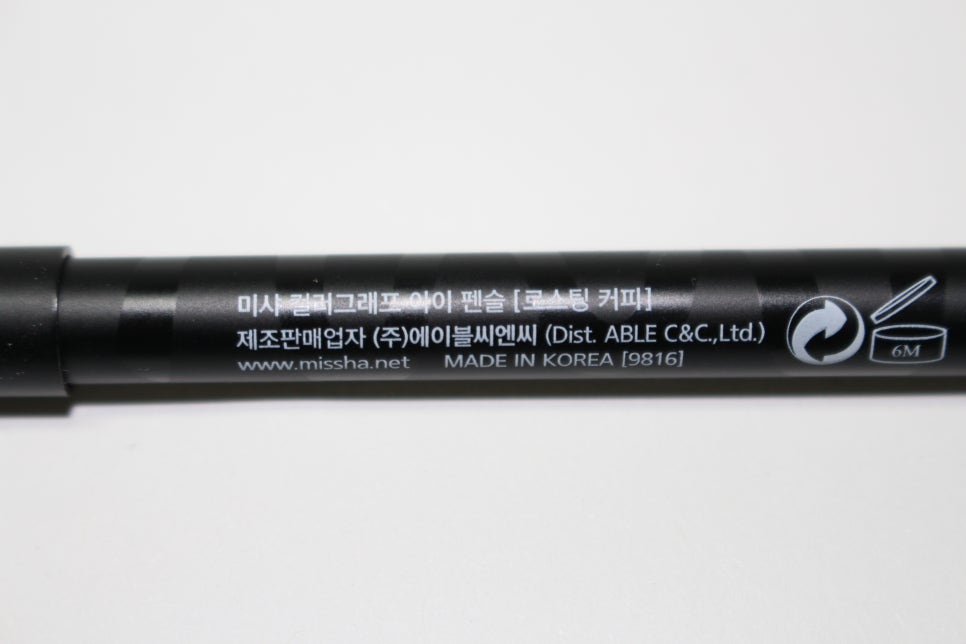 미샤 컬러그래프 아이 펜슬 [로스팅 커피]
제조판매업자 (주)에이블씨엔씨 (Dist. ABLE C&C.,Ltd.)
www.missha.net MADE IN KOREA [9816]
6M